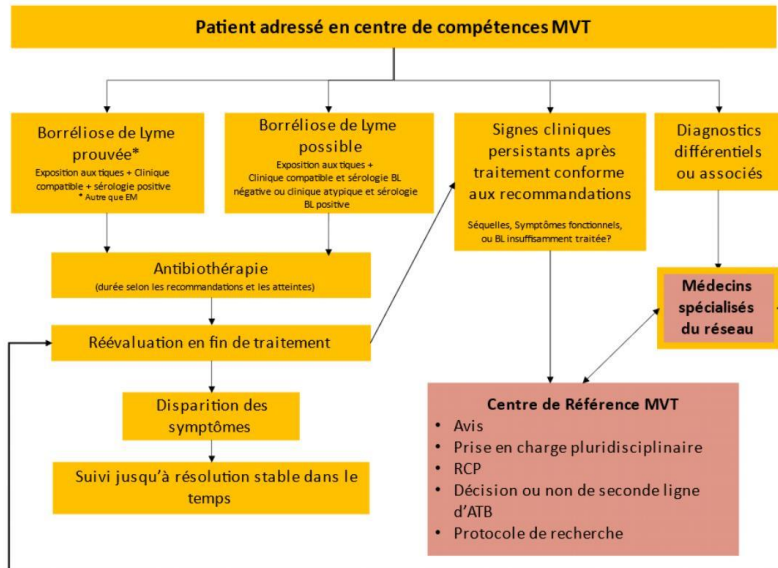 Patient adressé en centre de compétences MVT
Borréliose de Lyme
prouvée*
Exposition aux tiques + Clinique
compatible + sérologie positive
* Autre que EM
Borréliose de Lyme
possible
Exposition aux tiques +
Clinique compatible et sérologie BL
négative ou clinique atypique et sérologie
BL positive
Signes cliniques
persistants après
traitement conforme
aux recommandations
Séquelles, Symptômes fonctionnels,
ou BL insuffisamment traitée?
Diagnostics
différentiels
ou associés
Antibiothérapie
(durée selon les recommandations et les atteintes)
Médecins
spécialisés
du réseau
Réévaluation en fin de traitement
Disparition des
symptômes
Suivi jusqu'à résolution stable dans le
temps
Centre de Référence MVT
• Avis
• Prise en charge pluridisciplinaire
• RCP
• Décision ou non de seconde ligne
d'ATB
• Protocole de recherche